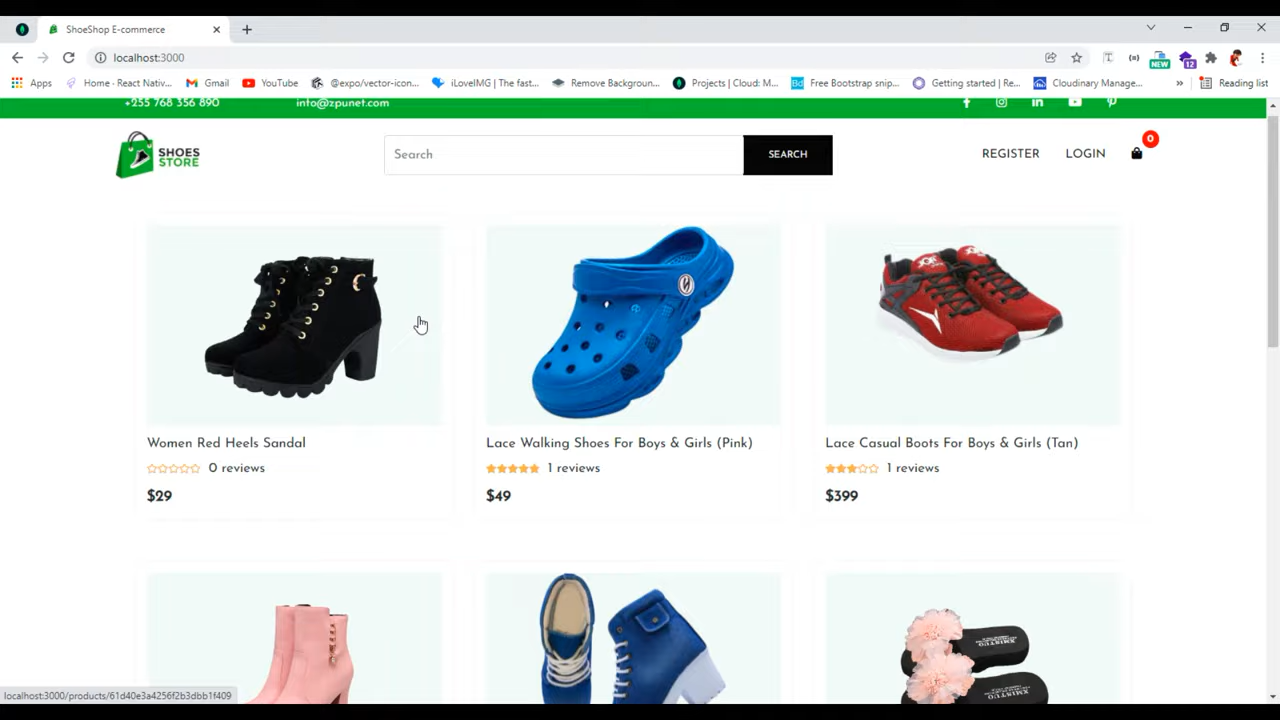 ShoeShop E-commerce
localhost:3000
Apps
Home - React Nativ...
Gmail
YouTube
@expo/vector-icon...
iLoveIMG | The fast...
Remove Backgroun...
Projects | Cloud: M...
Free Bootstrap snip...
Getting started | Re...
Cloudinary Manage...
»
Reading list
NEW
12
+255 768 356 890
info@zpunet.com
SHOES
STORE
Search
SEARCH
REGISTER
LOGIN
0
Women Red Heels Sandal
0 reviews
$29
Lace Walking Shoes For Boys & Girls (Pink)
1 reviews
$49
Lace Casual Boots For Boys & Girls (Tan)
1 reviews
$399
localhost:3000/products/61d40e3a4256f2b3dbb1f409